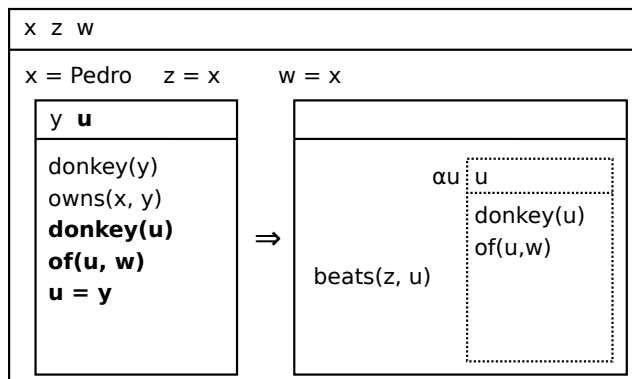 x z w
x = Pedro z = x w = x
y u
donkey(y)
owns(x, y)
donkey(u)
of(u, w)
u = y
⇒
αu
u
donkey(u)
of(u,w)
beats(z, u)